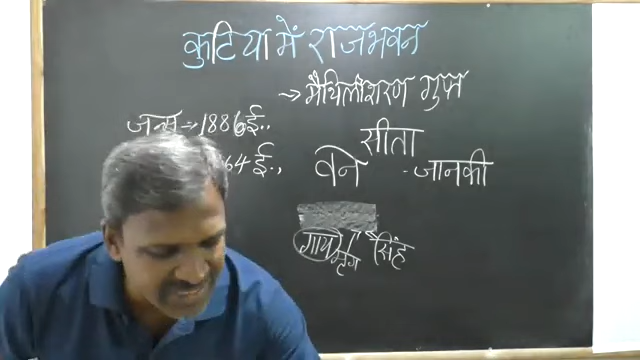 कुटिया में राजभवन
→ मैथिलीशरण गुप्त
जन्म → 1886 ई..
64 ई.,
सीता
वन - जानकी
गाय सिंह
मृग